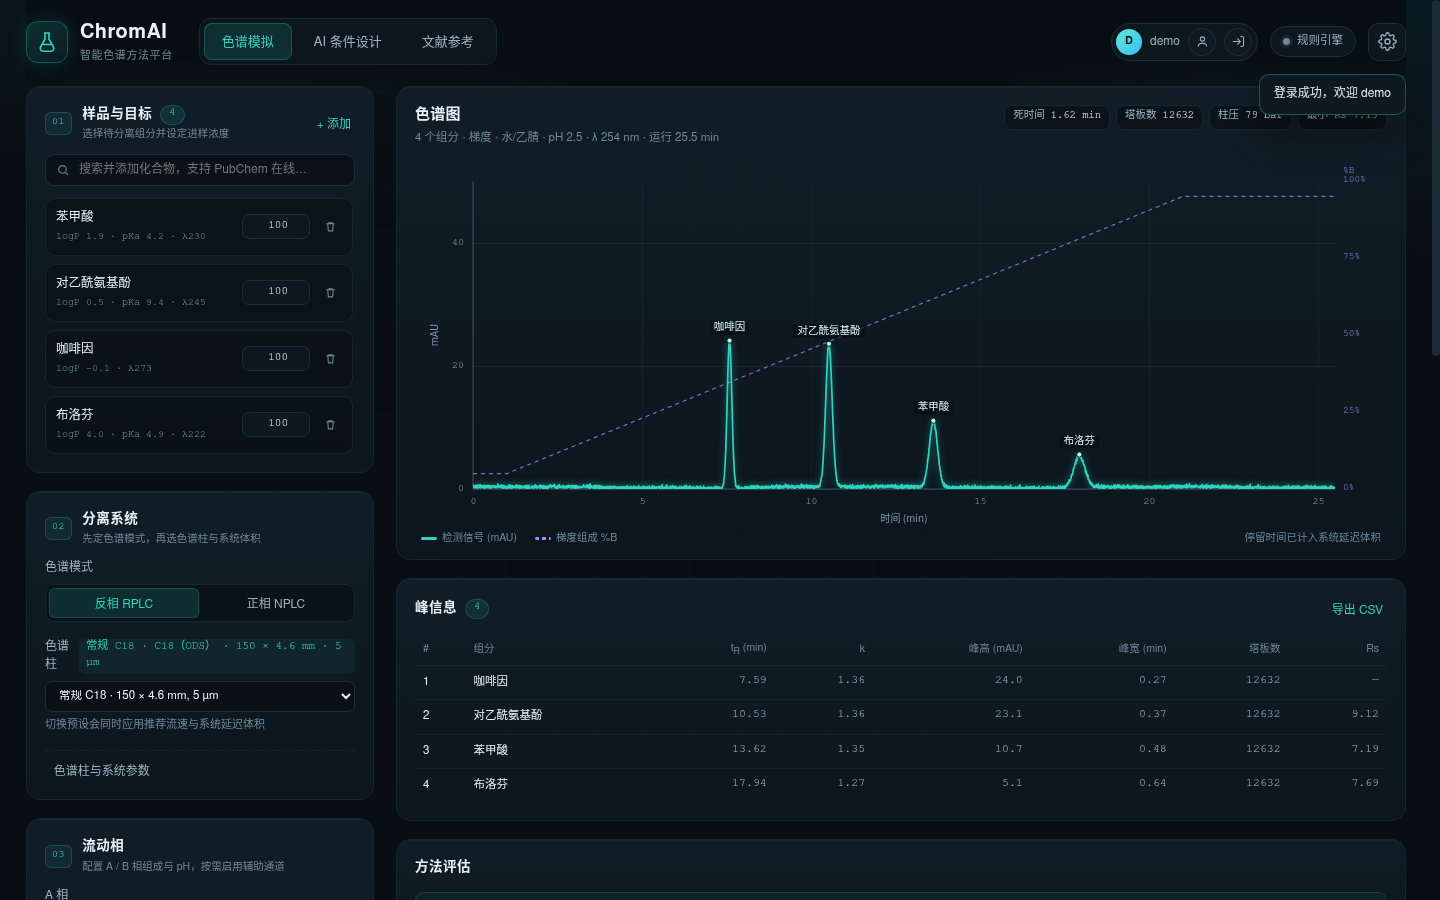 ChromAI
智能色谱方法平台
色谱模拟
AI 条件设计
文献参考
D
demo
规则引擎
登录成功，欢迎 demo
01
样品与目标
4
选择待分离组分并设定进样浓度
+ 添加
搜索并添加化合物，支持 PubChem 在线…
苯甲酸
logP 1.9 · pKa 4.2 · λ230
100
对乙酰氨基酚
logP 0.5 · pKa 9.4 · λ245
100
咖啡因
logP -0.1 · λ273
100
布洛芬
logP 4.0 · pKa 4.9 · λ222
100
02
分离系统
先定色谱模式，再选色谱柱与系统体积
色谱模式
反相 RPLC
正相 NPLC
色谱柱
常规 C18 · C18 (ODS) · 150 × 4.6 mm · 5 µm
常规 C18 · 150 × 4.6 mm, 5 µm
切换预设会同时应用推荐流速与系统延迟体积
色谱柱与系统参数
03
流动相
配置 A / B 相组成与 pH，按需启用辅助通道
A 相
色谱图
4 个组分 · 梯度 · 水/乙腈 · pH 2.5 · λ 254 nm · 运行 25.5 min
死时间 1.62 min
塔板数 12632
柱压 79 bar
最小 Rs 7.19
%B
100%
75%
50%
25%
0%
mAU
40
20
0
咖啡因
对乙酰氨基酚
苯甲酸
布洛芬
0 5 10 15 20 25
时间 (min)
检测信号 (mAU)
梯度组成 %B
停留时间已计入系统延迟体积
峰信息
4
导出 CSV
# 组分 tR (min) k 峰高 (mAU) 峰宽 (min) 塔板数 Rs
1 咖啡因 7.59 1.36 24.0 0.27 12632 —
2 对乙酰氨基酚 10.53 1.36 23.1 0.37 12632 9.12
3 苯甲酸 13.62 1.35 10.7 0.48 12632 7.19
4 布洛芬 17.94 1.27 5.1 0.64 12632 7.69
方法评估